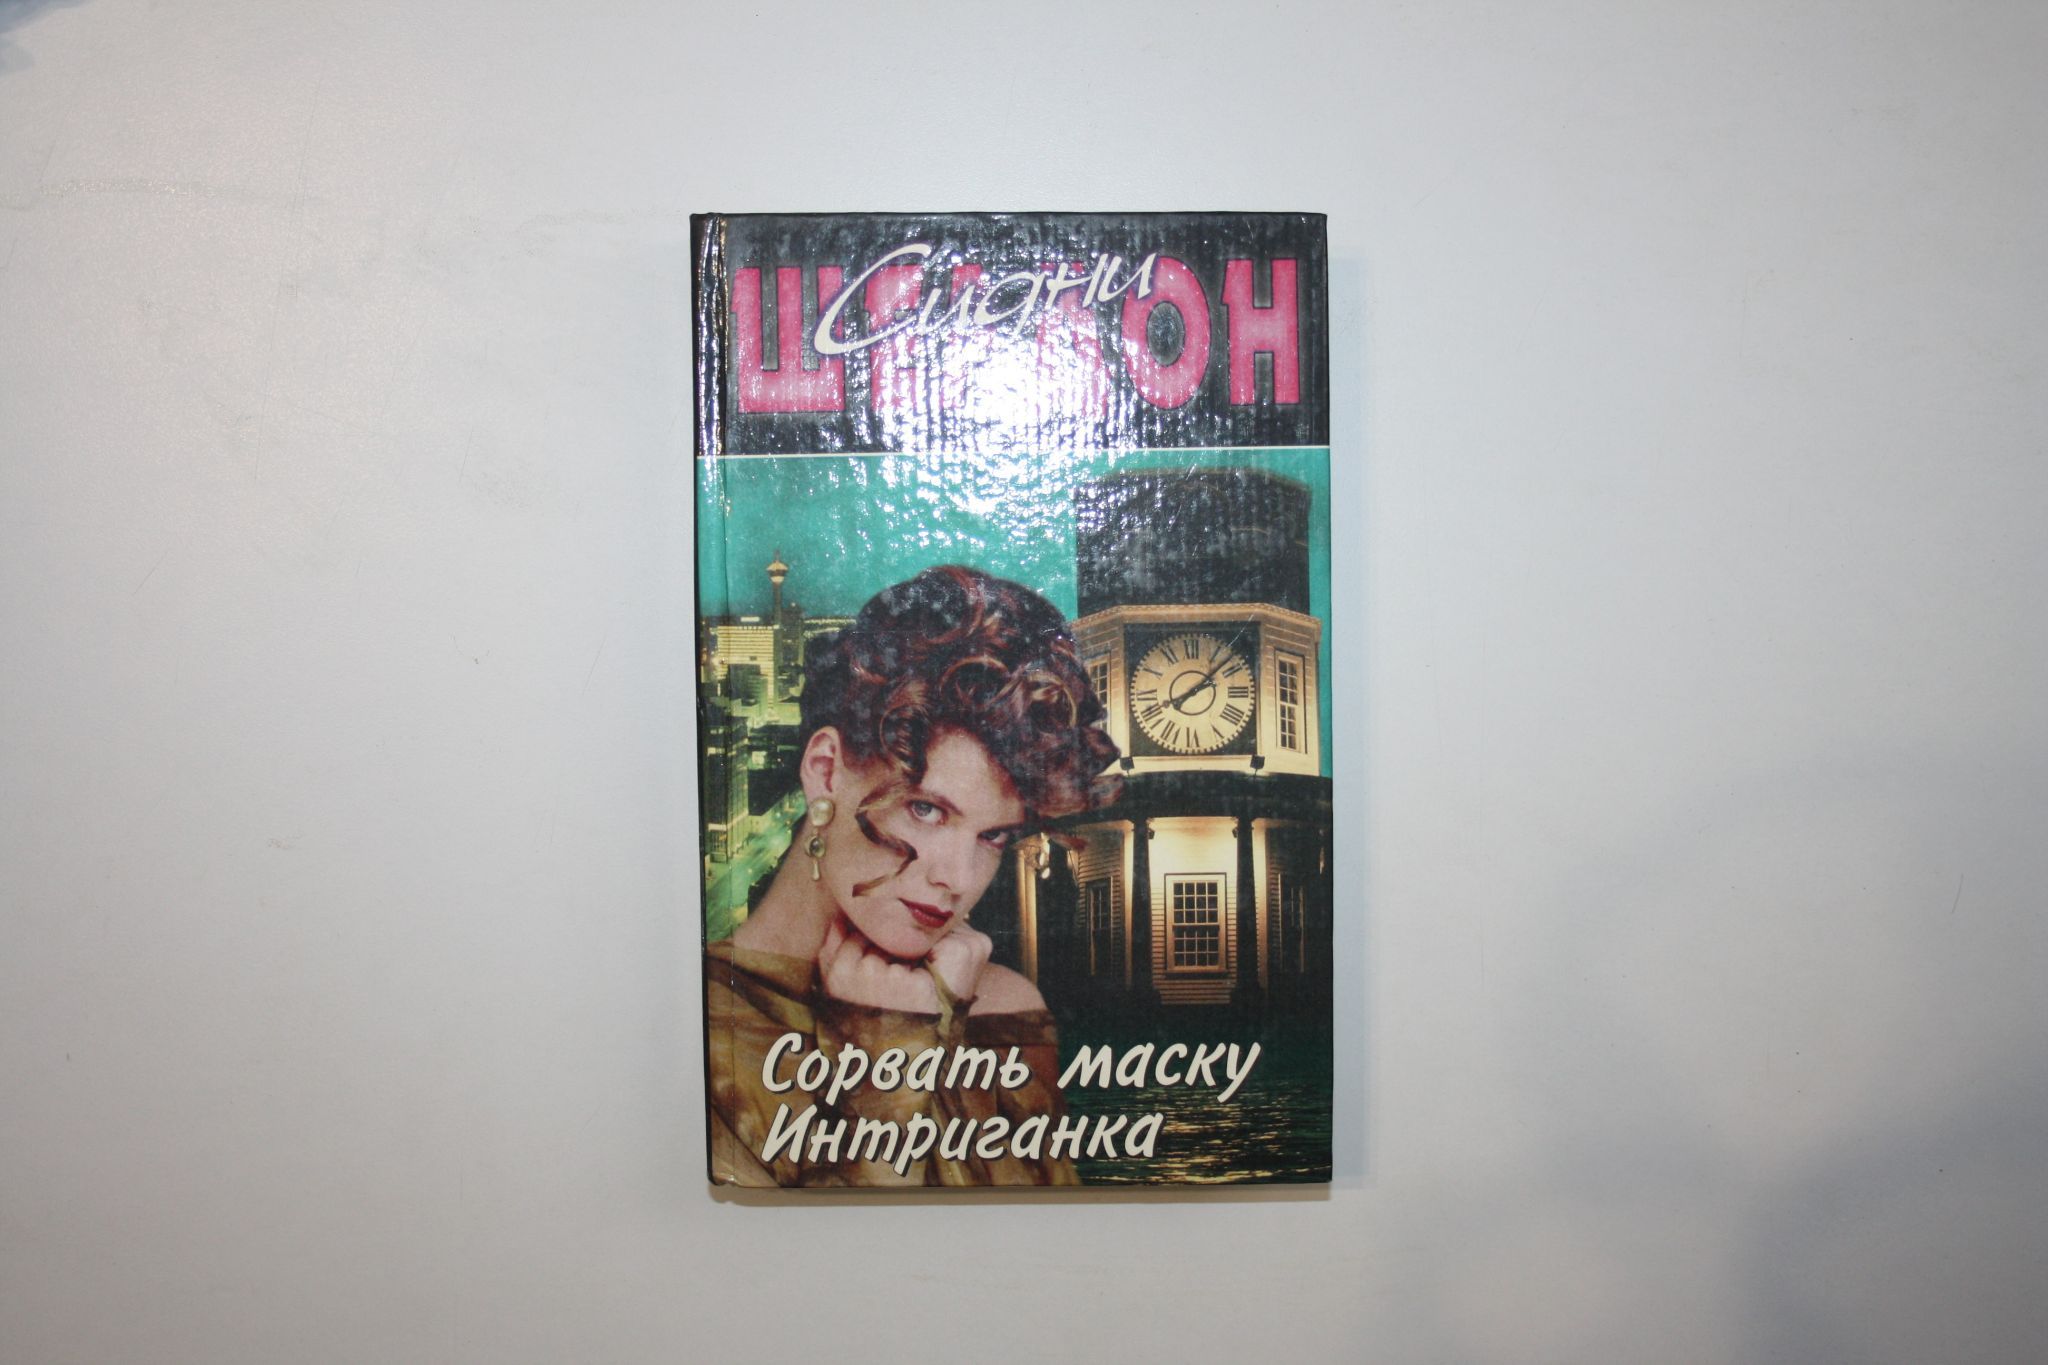 Сидни
ШЕЛДОН
Сорвать маску
Интриганка